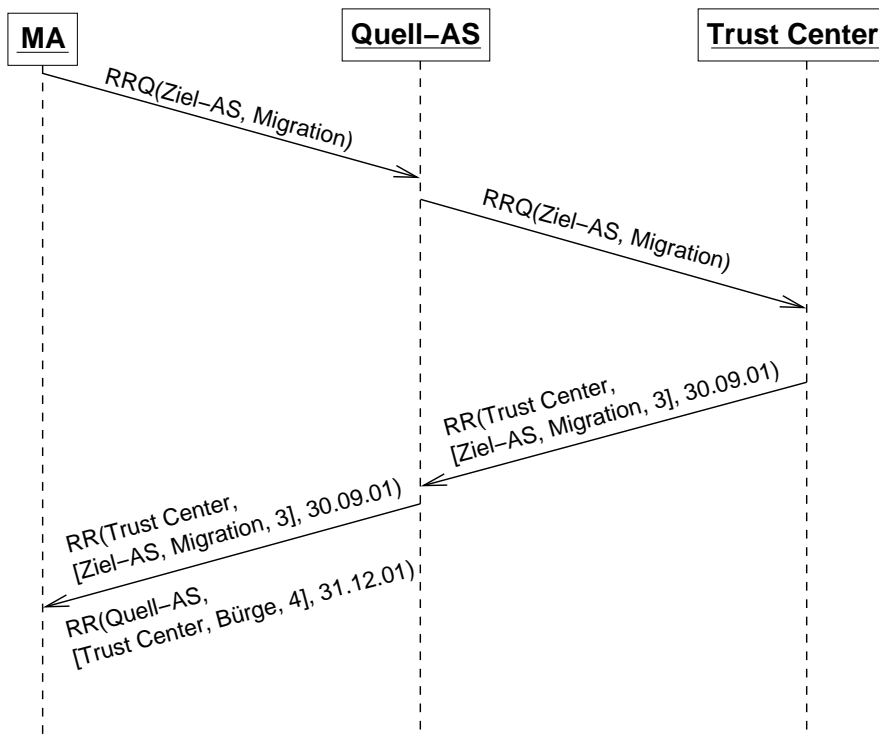 MA
Quell–AS
Trust Center
RRQ(Ziel–AS, Migration)
RRQ(Ziel–AS, Migration)
RR(Trust Center,
[Ziel–AS, Migration, 3], 30.09.01)
RR(Trust Center,
[Ziel–AS, Migration, 3], 30.09.01)
RR(Quell–AS,
[Trust Center, Bürge, 4], 31.12.01)